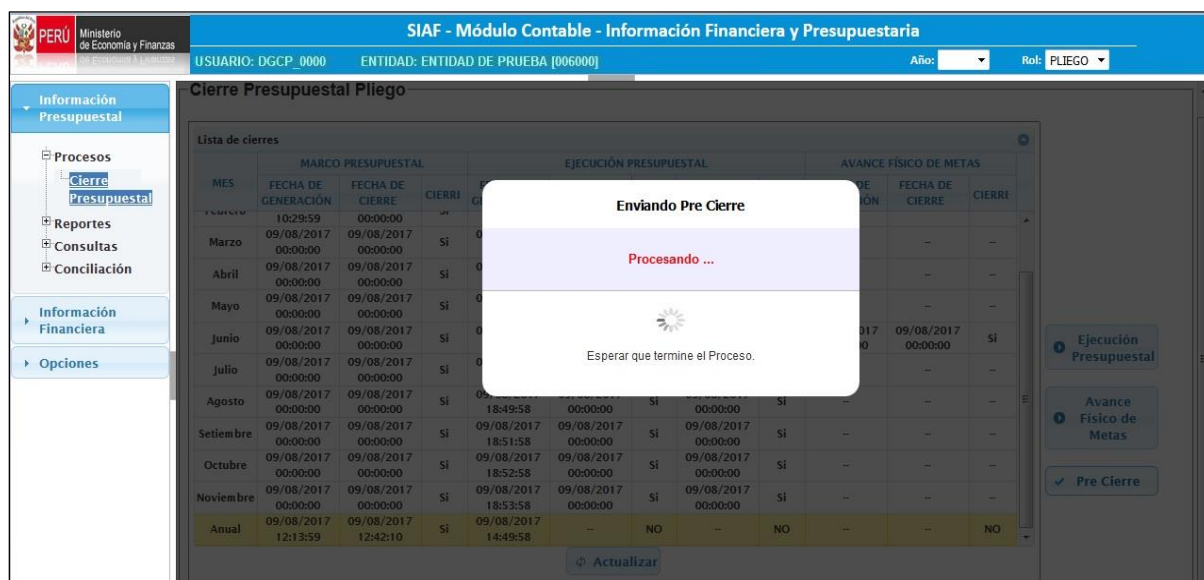 PERÚ Ministerio
de Economía y Finanzas
SIAF - Módulo Contable - Información Financiera y Presupuestaria
USUARIO: DGCP_0000 ENTIDAD: ENTIDAD DE PRUEBA [006000] Año: Rol: PLIEGO
Información
Presupuestal
Procesos
Cierre
Presupuestal
Reportes
Consultas
Conciliación
Información
Financiera
Opciones
Cierre Presupuestal Pliego
Lista de cierres
MARCO PRESUPUESTAL EJECUCIÓN PRESUPUESTAL AVANCE FÍSICO DE METAS
MES FECHA DE FECHA DE CIERRE FECHA DE CIERRE
GENERACIÓN CIERRE CIERRE
10:29:59 00:00:00
Marzo 09/08/2017 09/08/2017 Si -- --
00:00:00 00:00:00
Abril 09/08/2017 09/08/2017 Si -- --
00:00:00 00:00:00
Mayo 09/08/2017 09/08/2017 Si -- --
00:00:00 00:00:00
Junio 09/08/2017 09/08/2017 Si 09/08/2017 Si
00:00:00 00:00:00 00:00:00
Julio 09/08/2017 09/08/2017 Si -- --
00:00:00 00:00:00
Agosto 09/08/2017 09/08/2017 Si Si Si -- -- --
00:00:00 00:00:00 18:49:58 00:00:00 00:00:00
Setiembre 09/08/2017 09/08/2017 Si 09/08/2017 09/08/2017 Si 09/08/2017 Si -- -- --
00:00:00 00:00:00 18:51:58 00:00:00 00:00:00
Octubre 09/08/2017 09/08/2017 Si 09/08/2017 09/08/2017 Si 09/08/2017 Si -- -- --
00:00:00 00:00:00 18:52:58 00:00:00 00:00:00
Noviembre 09/08/2017 09/08/2017 Si 09/08/2017 09/08/2017 Si 09/08/2017 Si -- -- --
00:00:00 00:00:00 18:53:58 00:00:00 00:00:00
Anual 09/08/2017 09/08/2017 Si 09/08/2017 -- NO -- NO -- -- NO
12:13:59 12:42:10 14:49:58
Actualizar
Enviando Pre Cierre
Procesando ...
Esperar que termine el Proceso.
Ejecución
Presupuestal
Avance
Físico de
Metas
Pre Cierre